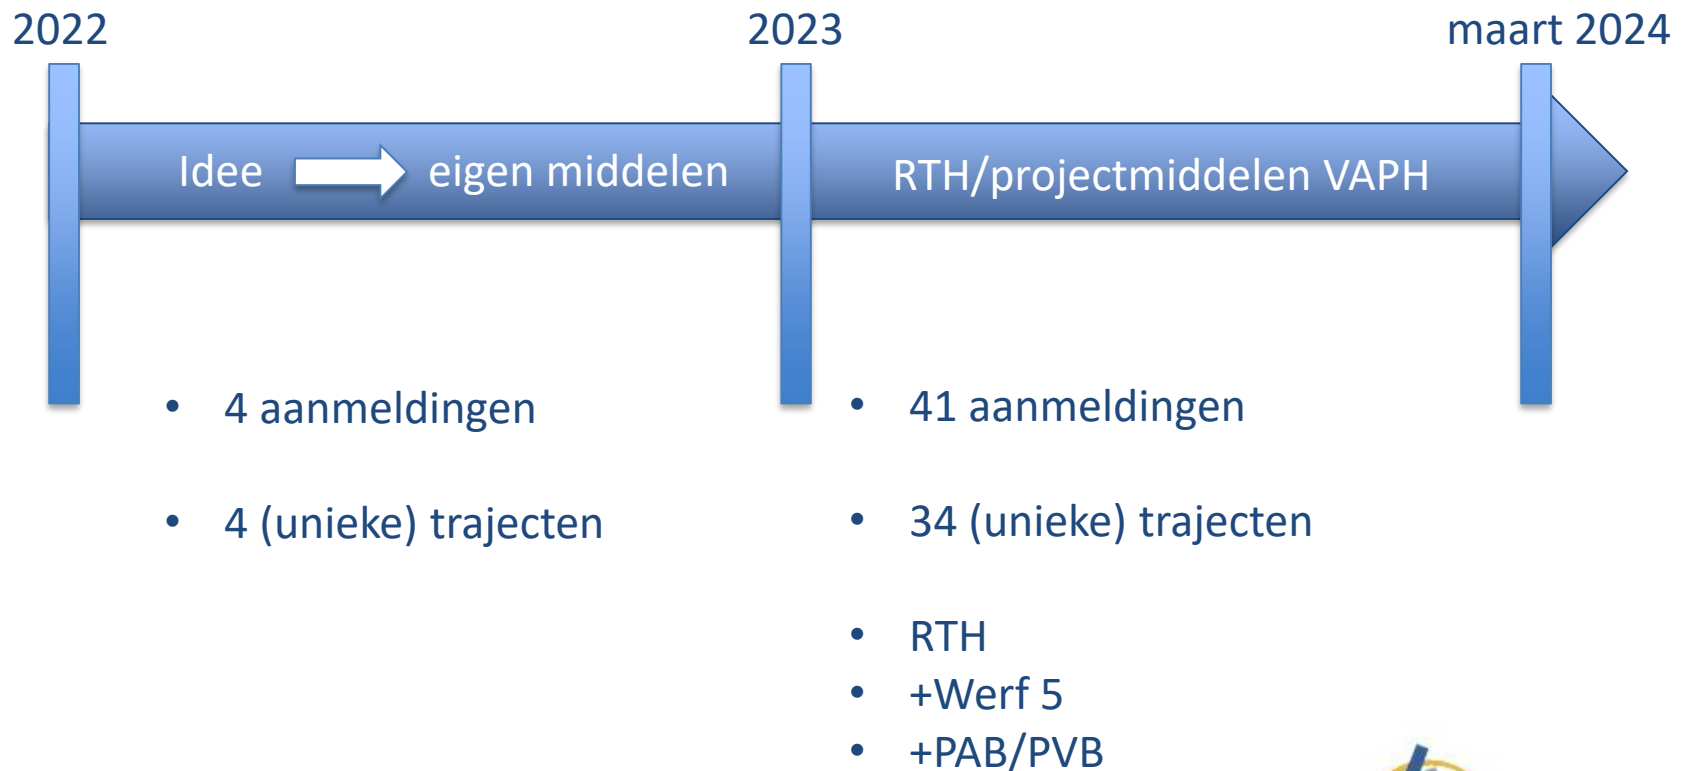 2022
2023
maart 2024
Idee
eigen middelen
RTH/projectmiddelen VAPH
• 4 aanmeldingen
• 4 (unieke) trajecten
• 41 aanmeldingen
• 34 (unieke) trajecten
• RTH
• +Werf 5
• +PAB/PVB